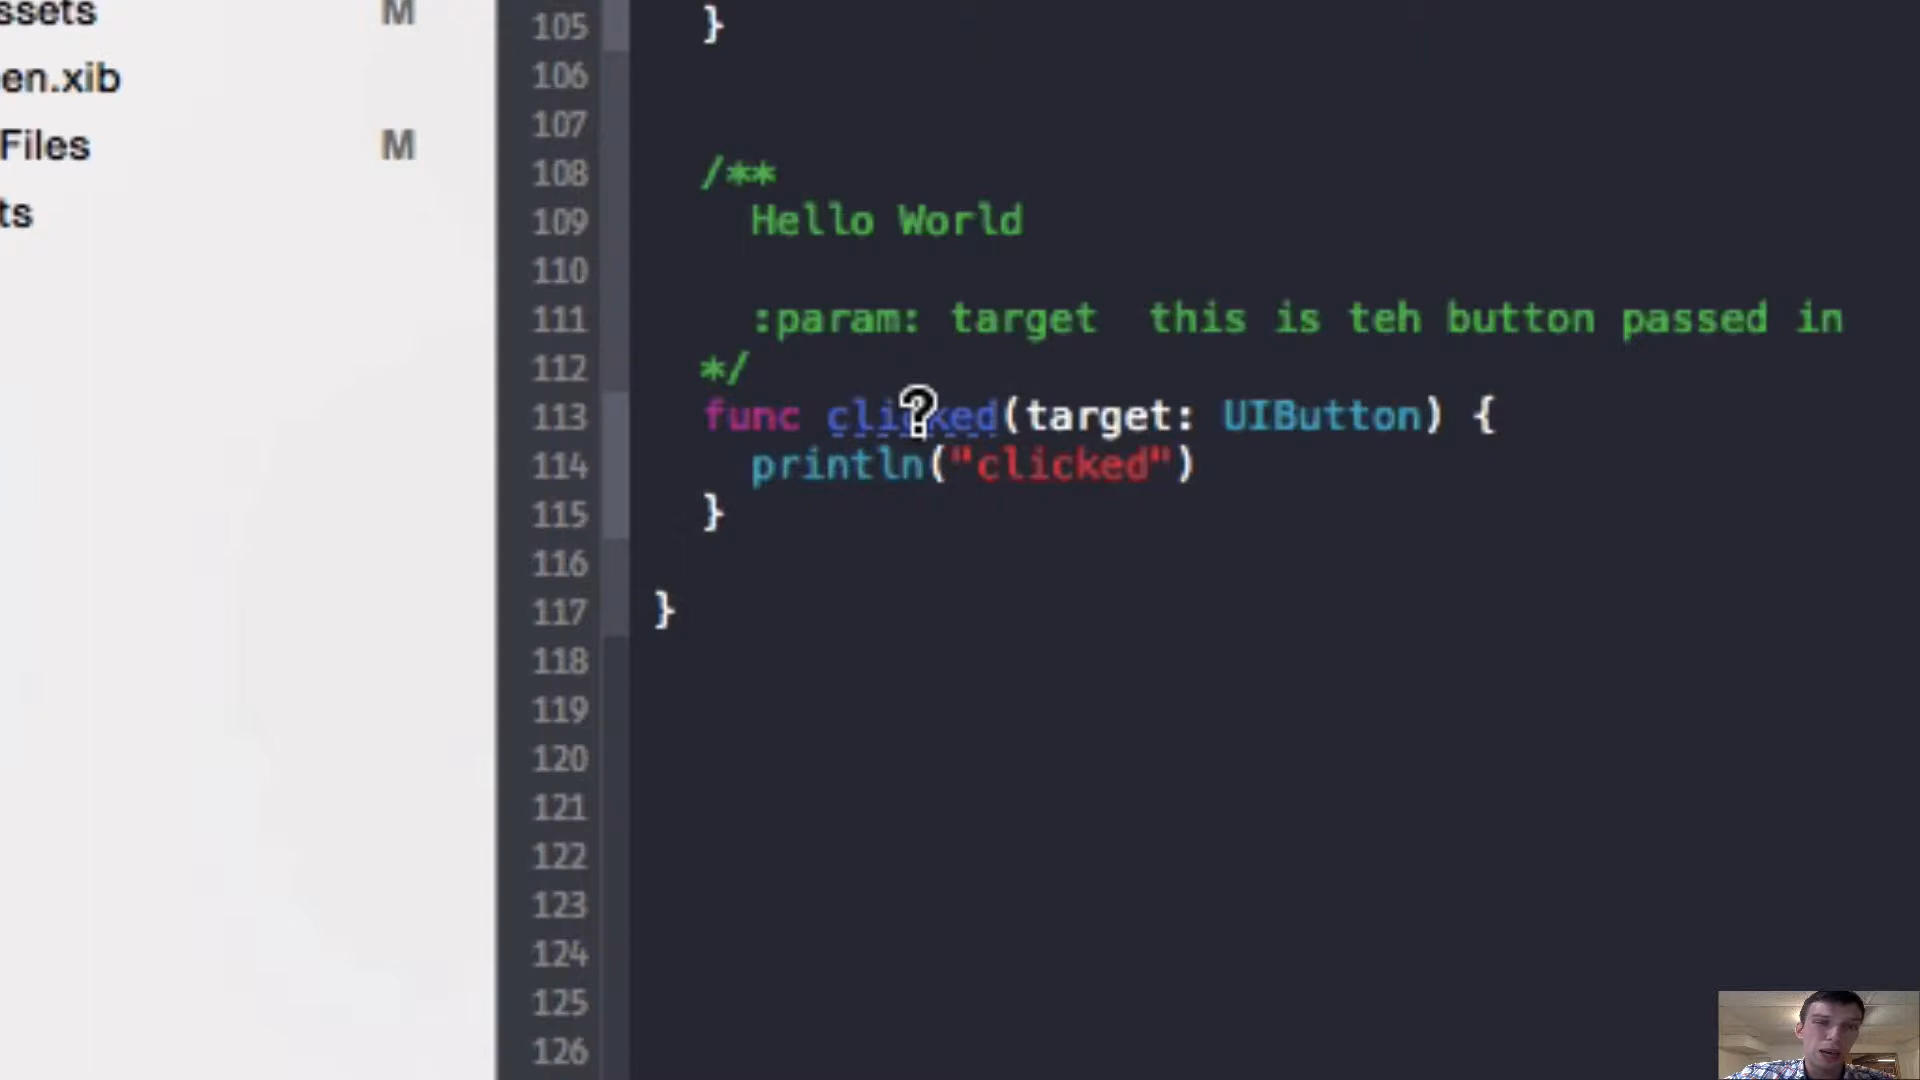 ssets M
en.xib
Files M
ts
105 }
106
107
108 /**
109 Hello World
110
111 :param: target this is teh button passed in
112 */
113 func clicked(target: UIButton) {
114 println("clicked")
115 }
116
117 }
118
119
120
121
122
123
124
125
126